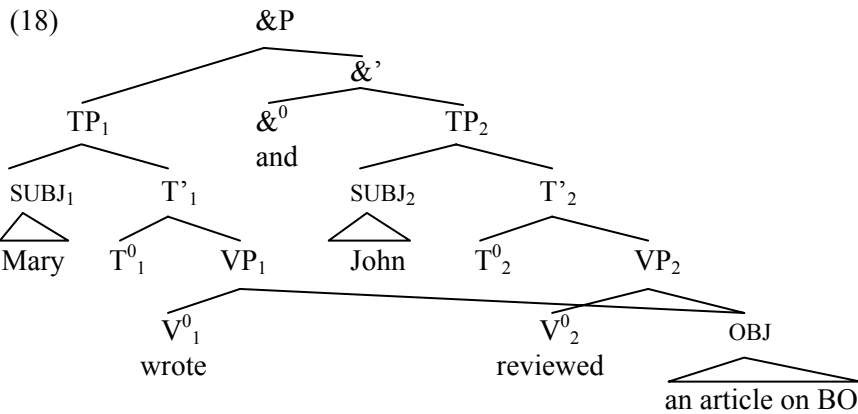 (18) &P
&’
TP₁ &⁰ TP₂
and
SUBJ₁ T’₁ SUBJ₂ T’₂
Mary T⁰₁ VP₁ John T⁰₂ VP₂
V⁰₁ V⁰₂ OBJ
wrote reviewed
an article on BO